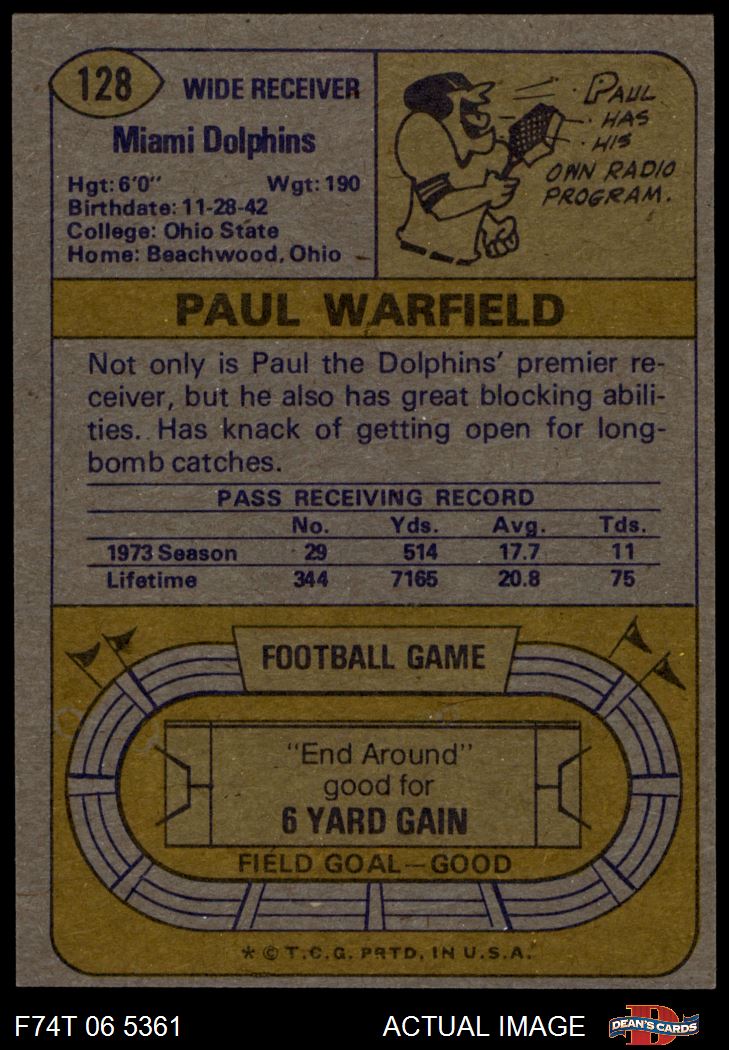 128
WIDE RECEIVER
Miami Dolphins
Hgt: 6'0" Wgt: 190
Birthdate: 11-28-42
College: Ohio State
Home: Beachwood, Ohio
PAUL
HAS
HIS
OWN RADIO
PROGRAM.
PAUL WARFIELD
Not only is Paul the Dolphins' premier re-
ceiver, but he also has great blocking abili-
ties. Has knack of getting open for long-
bomb catches.
PASS RECEIVING RECORD
No. Yds. Avg. Tds.
1973 Season 29 514 17.7 11
Lifetime 344 7165 20.8 75
FOOTBALL GAME
"End Around"
good for
6 YARD GAIN
FIELD GOAL—GOOD
* © T.C.G. PRTD. IN U.S.A.
F74T 06 5361 ACTUAL IMAGE
D
DEAN'S CARDS